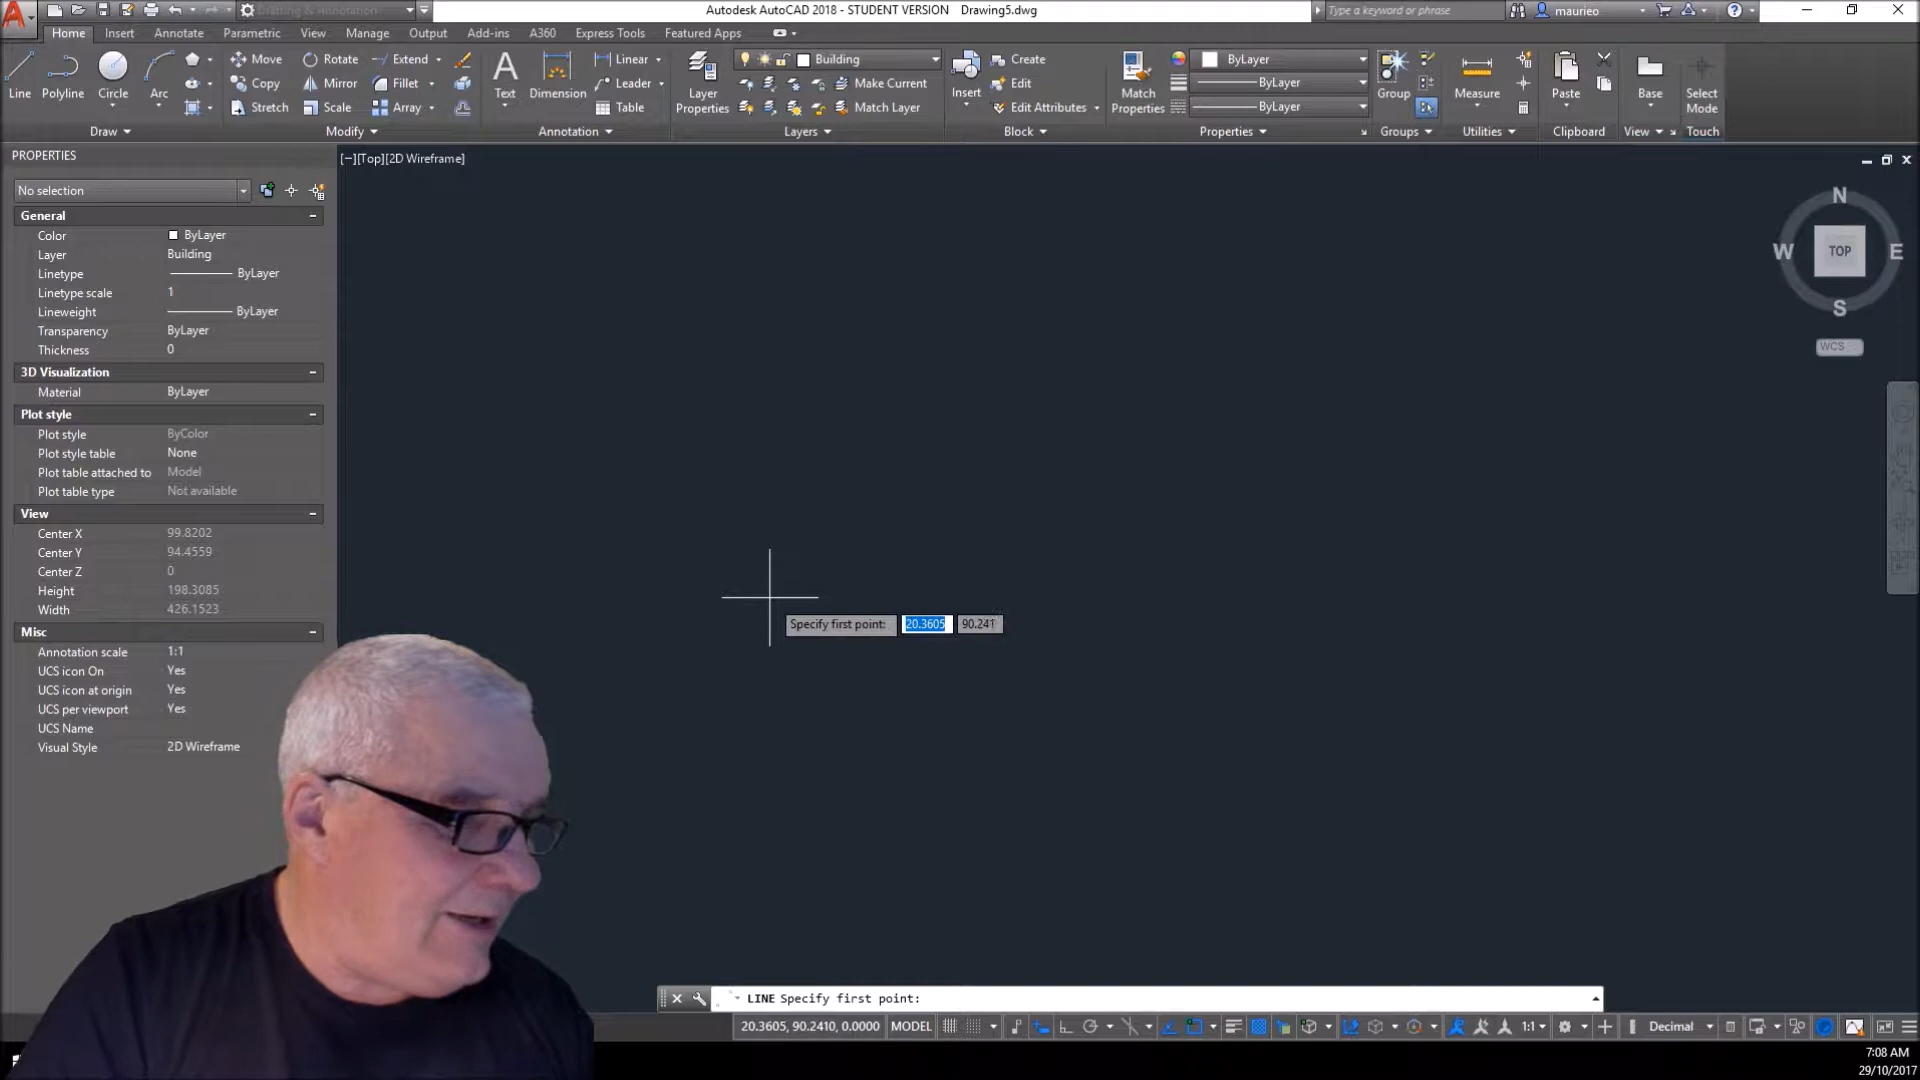 Drafting & Annotation
Autodesk AutoCAD 2018 - STUDENT VERSION Drawing5.dwg
Type a keyword or phrase
maurieo
Home Insert Annotate Parametric View Manage Output Add-ins A360 Express Tools Featured Apps
Line Polyline Circle Arc
Move Rotate Extend
Copy Mirror Fillet
Stretch Scale Array
Text Dimension
Linear
Leader
Table
Layer Properties
Building
Make Current
Match Layer
Insert
Create
Edit
Edit Attributes
Match Properties
ByLayer
ByLayer
ByLayer
Group
Measure
Paste
Base
Select Mode
Draw Modify Annotation Layers Block Properties Groups Utilities Clipboard View Touch
PROPERTIES
No selection
General
Color ByLayer
Layer Building
Linetype ByLayer
Linetype scale 1
Lineweight ByLayer
Transparency ByLayer
Thickness 0
3D Visualization
Material ByLayer
Plot style
Plot style ByColor
Plot style table None
Plot table attached to Model
Plot table type Not available
View
Center X 99.8202
Center Y 94.4559
Center Z 0
Height 198.3085
Width 426.1523
Misc
Annotation scale 1:1
UCS icon On Yes
UCS icon at origin Yes
UCS per viewport Yes
UCS Name
Visual Style 2D Wireframe
[−][Top][2D Wireframe]
N
W TOP E
S
WCS
Specify first point: 20.3605 90.241
LINE Specify first point:
20.3605, 90.2410, 0.0000 MODEL 1:1 Decimal
7:08 AM
29/10/2017